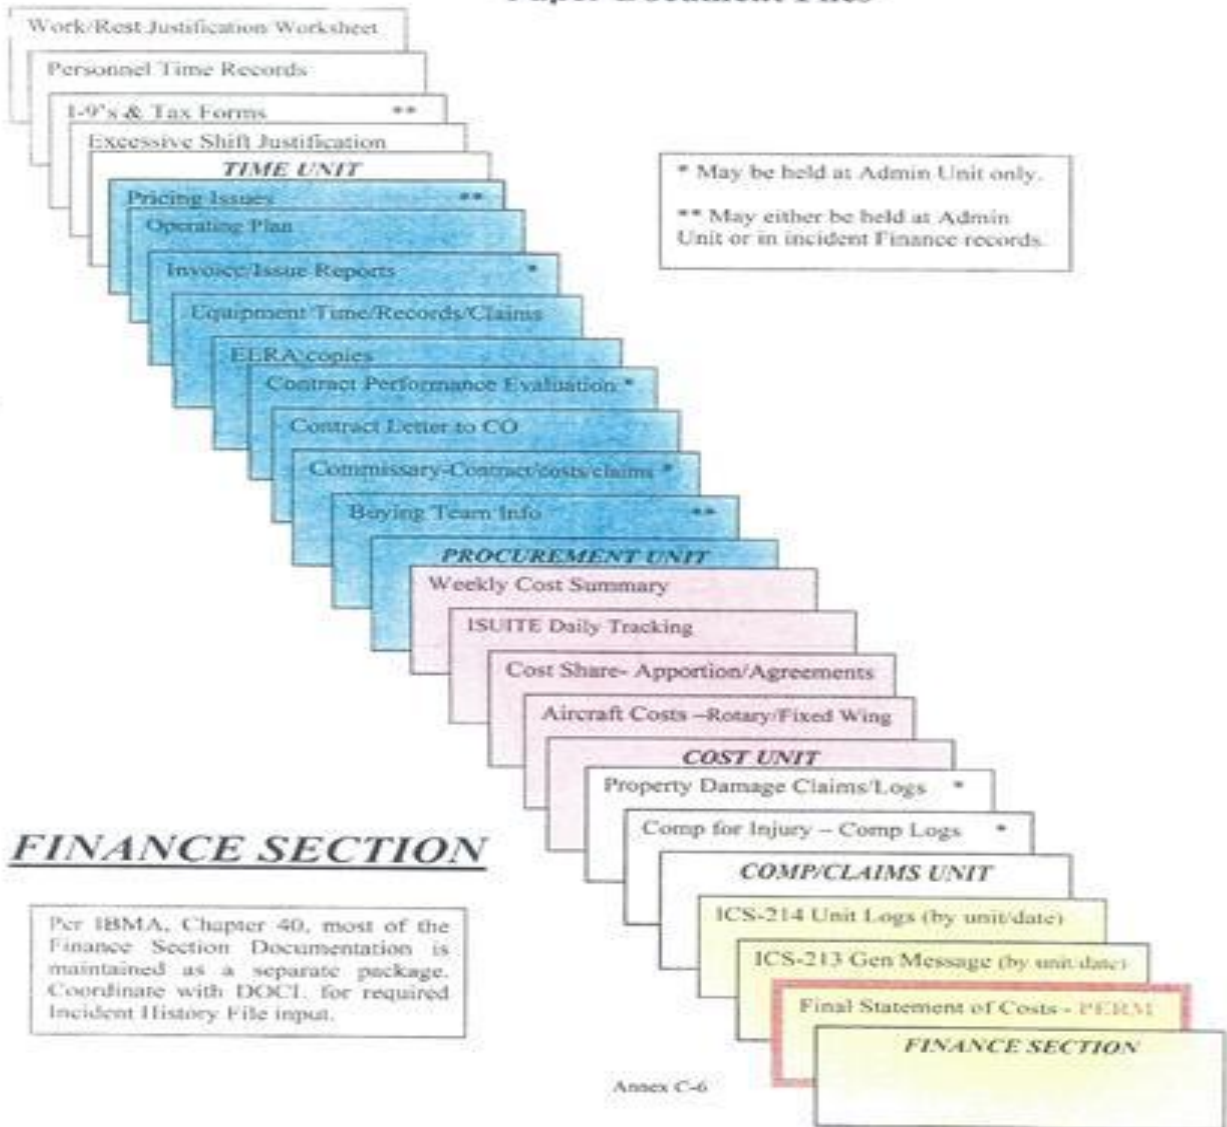 Paper Document Files
Work/Rest Justification Worksheet
Personnel Time Records
I-9's & Tax Forms **
Excessive Shift Justification
TIME UNIT
Pricing Issues **
Operating Plan
Invoice/Issue Reports *
Equipment Time/Records/Claims
EERA copies
Contract Performance Evaluation *
Contract Letter to CO
Commissary-Contract/costs/claims *
Buying Team Info **
PROCUREMENT UNIT
Weekly Cost Summary
ISUITE Daily Tracking
Cost Share- Apportion/Agreements
Aircraft Costs –Rotary/Fixed Wing
COST UNIT
Property Damage Claims/Logs *
Comp for Injury – Comp Logs *
COMP/CLAIMS UNIT
ICS-214 Unit Logs (by unit/date)
ICS-213 Gen Message (by unit/date)
Final Statement of Costs - PERM
FINANCE SECTION
* May be held at Admin Unit only.
** May either be held at Admin
Unit or in incident Finance records.
FINANCE SECTION
Per IBMA, Chapter 40, most of the
Finance Section Documentation is
maintained as a separate package.
Coordinate with DOCL for required
Incident History File input.
Annex C-6